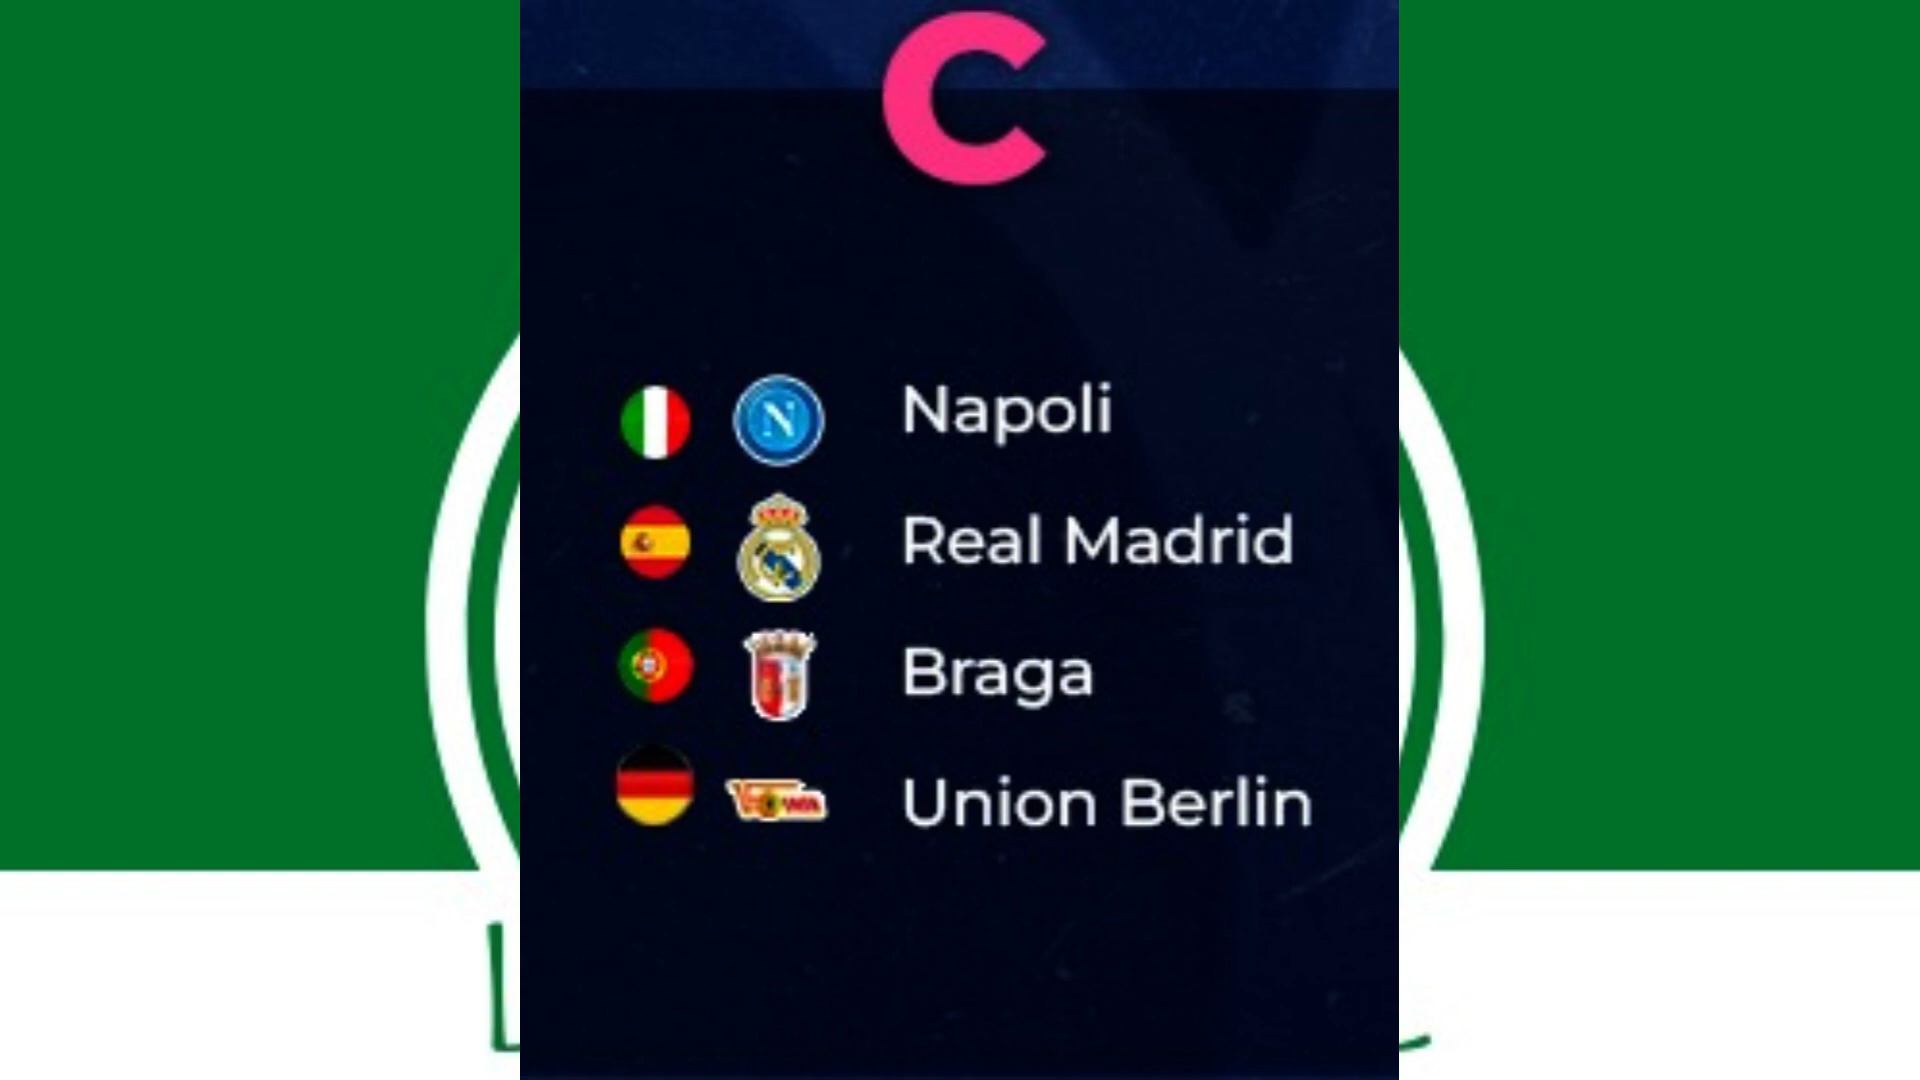 C
N
Napoli
Real Madrid
Braga
Union Berlin